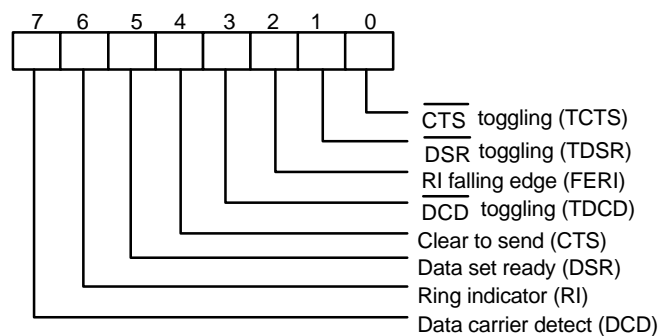 7 6 5 4 3 2 1 0
CTS toggling (TCTS)
DSR toggling (TDSR)
RI falling edge (FERI)
DCD toggling (TDCD)
Clear to send (CTS)
Data set ready (DSR)
Ring indicator (RI)
Data carrier detect (DCD)